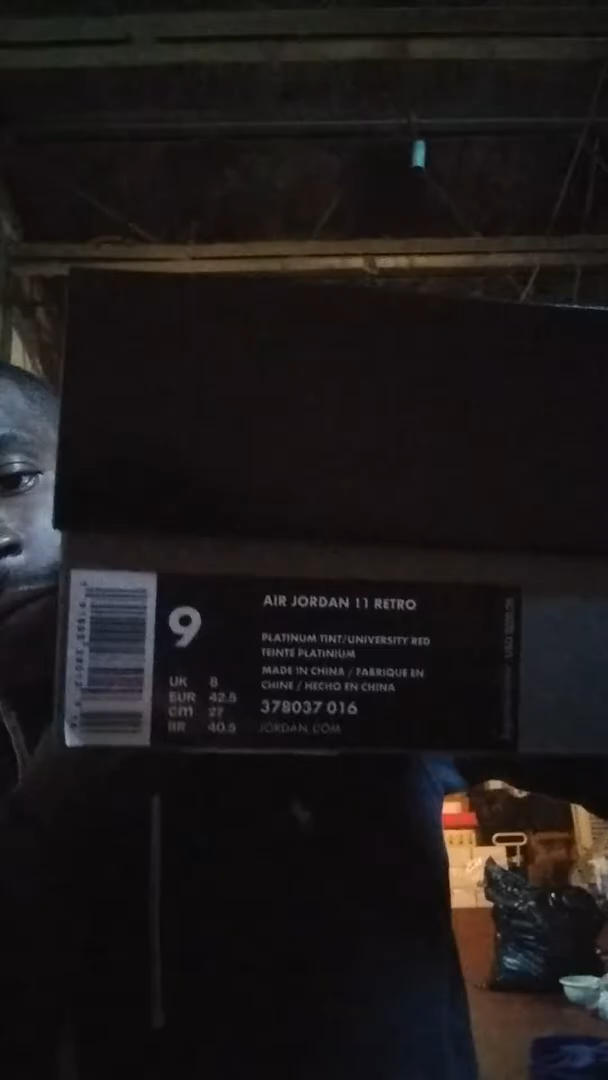 9
AIR JORDAN 11 RETRO
PLATINUM TINT/UNIVERSITY RED
TEINTE PLATINIUM
MADE IN CHINA / FABRIQUE EN
CHINE / HECHO EN CHINA
378037 016
JORDAN.COM
UK 8
EUR 42.5
cm 27
BR 40.5